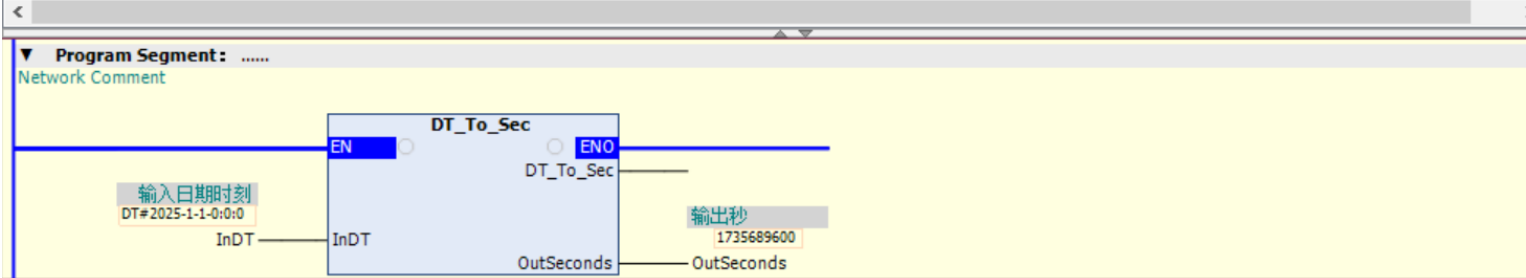 Program Segment: ......
Network Comment
DT_To_Sec
EN
ENO
DT_To_Sec
输入日期时刻
DT#2025-1-1-0:0:0
InDT
InDT
输出秒
1735689600
OutSeconds
OutSeconds